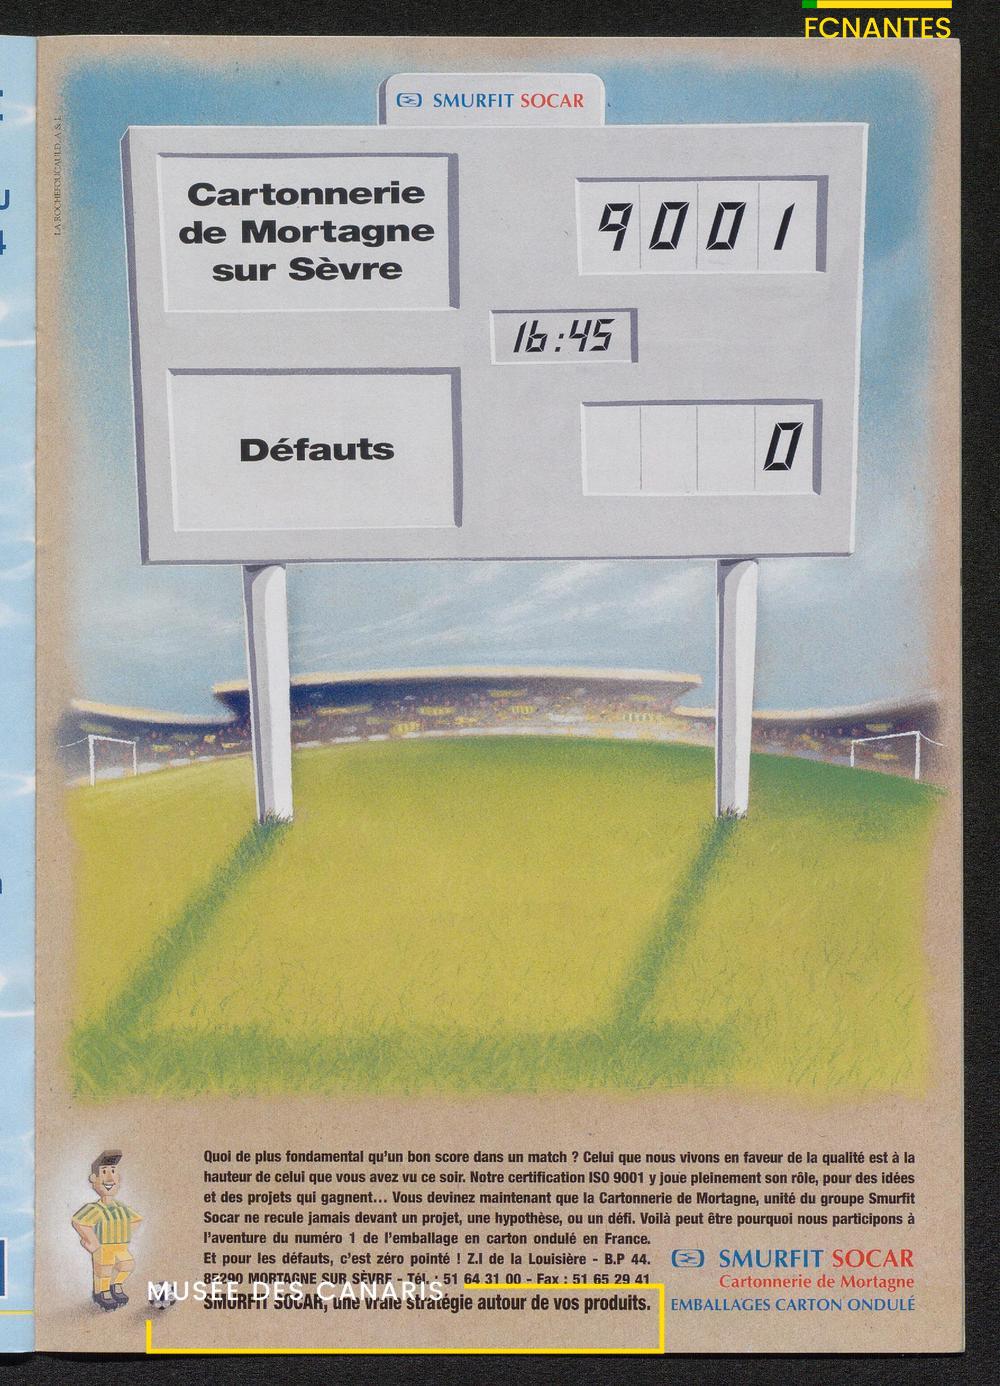 FCNANTES
SMURFIT SOCAR
LA ROCHEFOUCAULD. A & J.
Cartonnerie
de Mortagne
sur Sèvre
9001
16:45
Défauts
0
Quoi de plus fondamental qu'un bon score dans un match ? Celui que nous vivons en faveur de la qualité est à la
hauteur de celui que vous avez vu ce soir. Notre certification ISO 9001 y joue pleinement son rôle, pour des idées
et des projets qui gagnent... Vous devinez maintenant que la Cartonnerie de Mortagne, unité du groupe Smurfit
Socar ne recule jamais devant un projet, une hypothèse, ou un défi. Voilà peut être pourquoi nous participons à
l'aventure du numéro 1 de l'emballage en carton ondulé en France.
Et pour les défauts, c'est zéro pointé ! Z.I de la Louisière - B.P 44.
85290 MORTAGNE SUR SÈVRE - Tél. : 51 64 31 00 - Fax : 51 65 29 41
SMURFIT SOCAR, une vraie stratégie autour de vos produits.
SMURFIT SOCAR
Cartonnerie de Mortagne
EMBALLAGES CARTON ONDULÉ
MUSÉE DES CANARIS